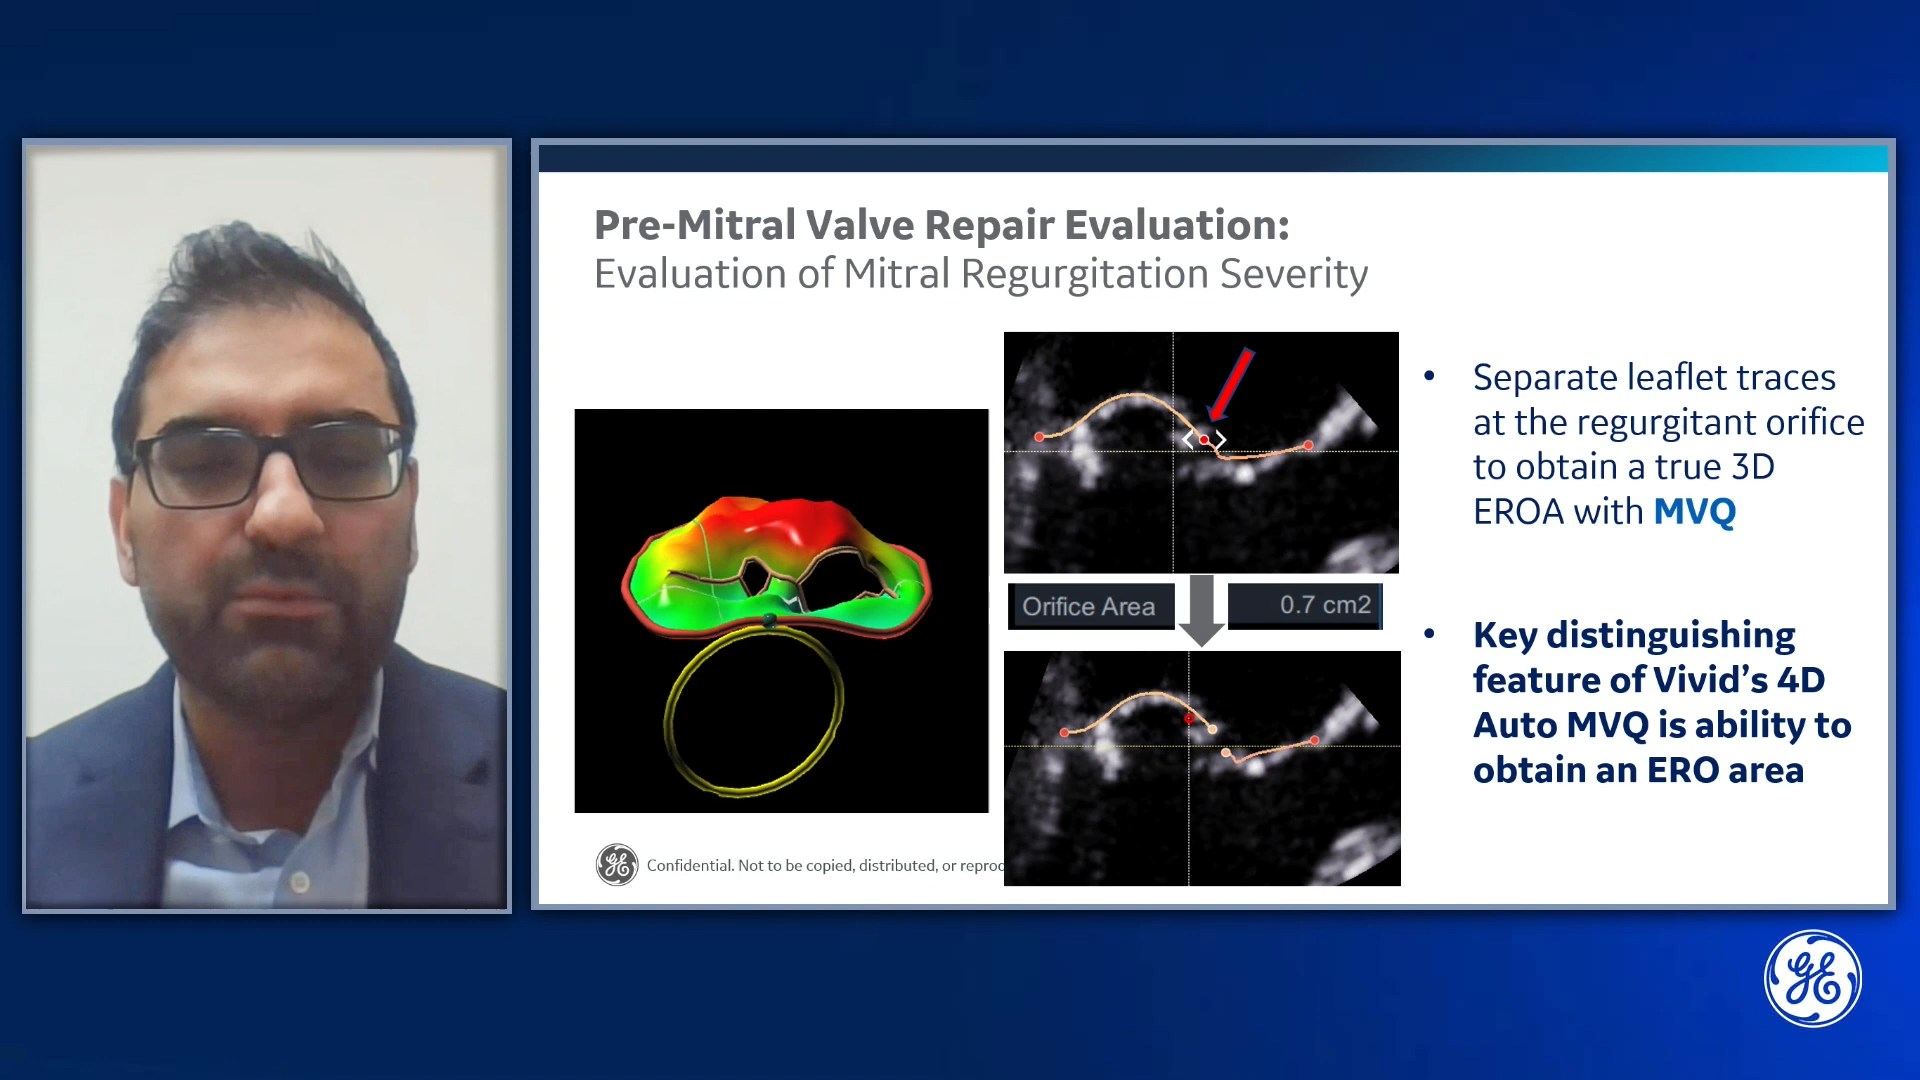 Pre-Mitral Valve Repair Evaluation:
Evaluation of Mitral Regurgitation Severity
Orifice Area
0.7 cm2
• Separate leaflet traces
at the regurgitant orifice
to obtain a true 3D
EROA with MVQ
• Key distinguishing
feature of Vivid’s 4D
Auto MVQ is ability to
obtain an ERO area
GE Confidential. Not to be copied, distributed, or reproc
GE